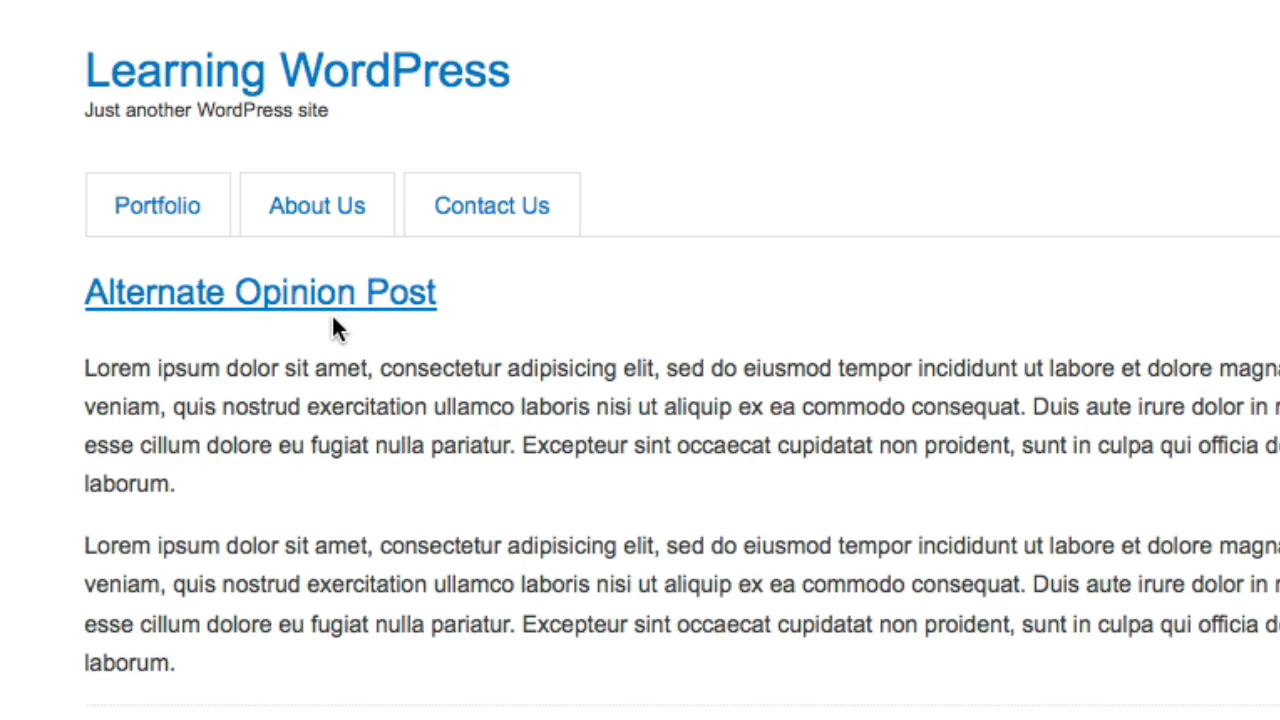 Learning WordPress
Just another WordPress site
Portfolio About Us Contact Us
Alternate Opinion Post
Lorem ipsum dolor sit amet, consectetur adipisicing elit, sed do eiusmod tempor incididunt ut labore et dolore
veniam, quis nostrud exercitation ullamco laboris nisi ut aliquip ex ea commodo consequat. Duis aute irure dolor in
esse cillum dolore eu fugiat nulla pariatur. Excepteur sint occaecat cupidatat non proident, sunt in culpa qui officia
laborum.
Lorem ipsum dolor sit amet, consectetur adipisicing elit, sed do eiusmod tempor incididunt ut labore et dolore
veniam, quis nostrud exercitation ullamco laboris nisi ut aliquip ex ea commodo consequat. Duis aute irure dolor in
esse cillum dolore eu fugiat nulla pariatur. Excepteur sint occaecat cupidatat non proident, sunt in culpa qui officia
laborum.